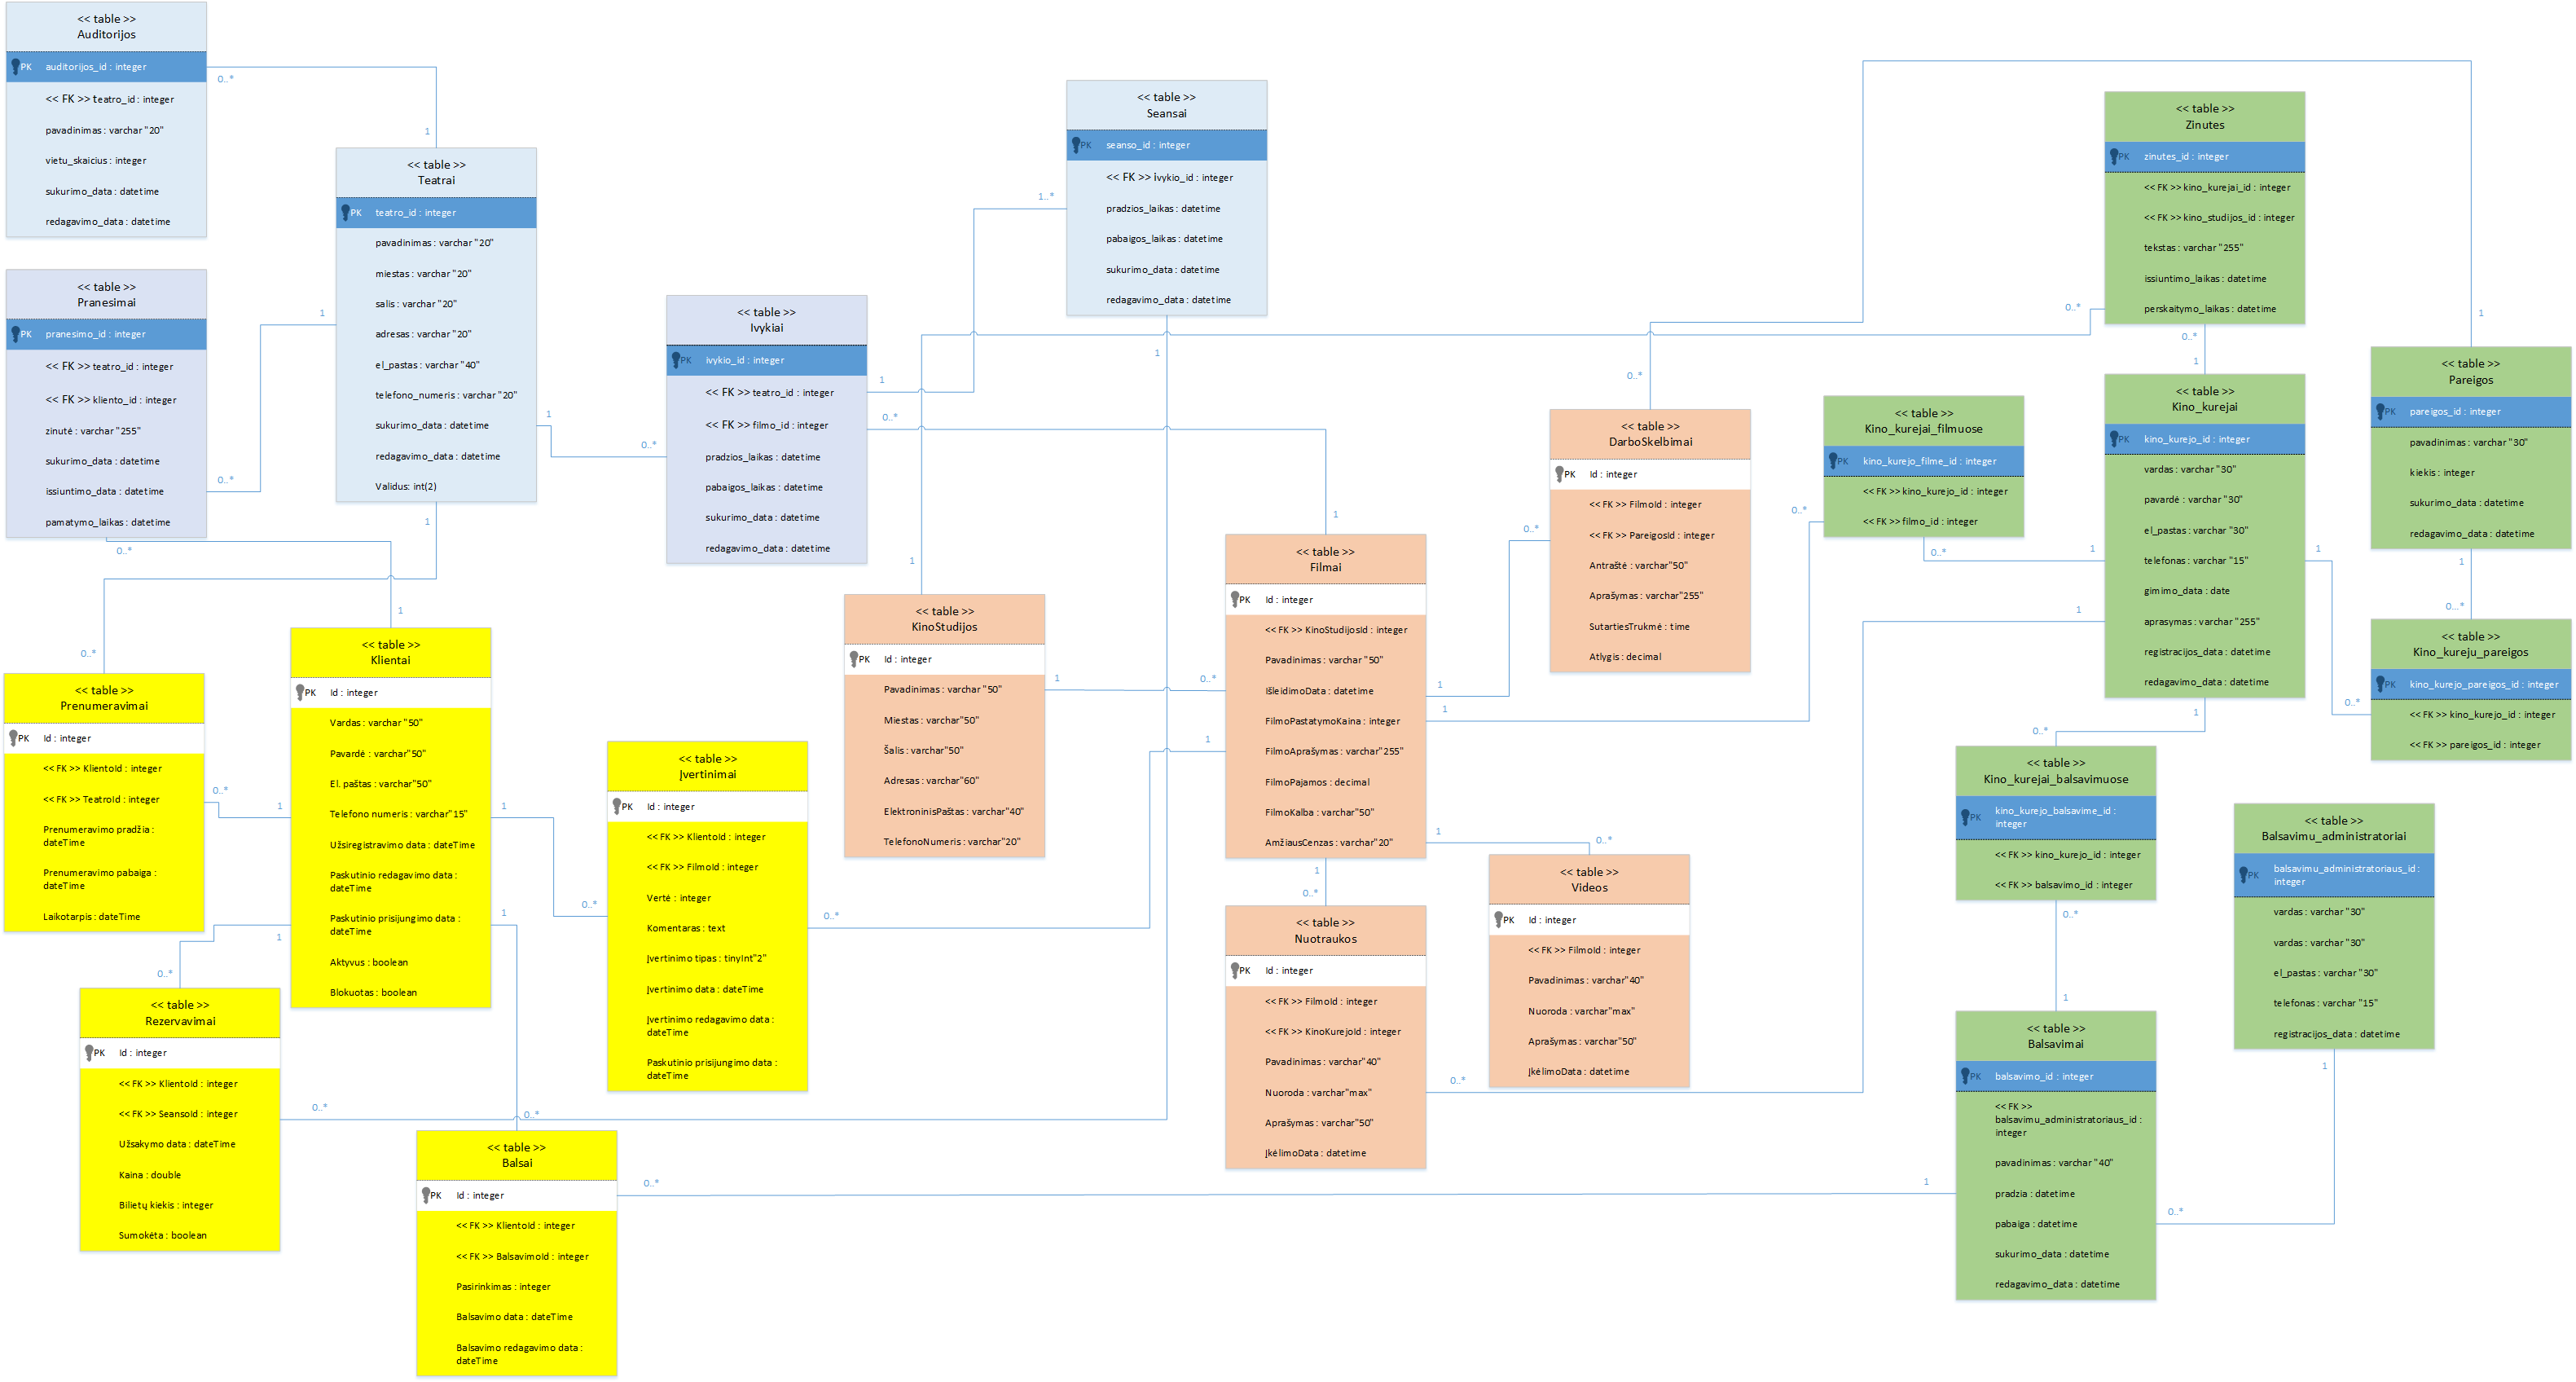 << table >>
Auditorijos
PK auditorijos_id : integer
<< FK >> teatro_id : integer
pavadinimas : varchar "20"
vietu_skaicius : integer
sukurimo_data : datetime
redagavimo_data : datetime
0..*
1
<< table >>
Pranesimai
PK pranesimo_id : integer
<< FK >> teatro_id : integer
<< FK >> kliento_id : integer
zinutė : varchar "255"
sukurimo_data : datetime
issiuntimo_data : datetime
pamatymo_laikas : datetime
1
0..*
0..*
<< table >>
Teatrai
PK teatro_id : integer
pavadinimas : varchar "20"
miestas : varchar "20"
salis : varchar "20"
adresas : varchar "20"
el_pastas : varchar "40"
telefono_numeris : varchar "20"
sukurimo_data : datetime
redagavimo_data : datetime
Validus: int(2)
1
0..*
1
1
0..*
<< table >>
Ivykiai
PK ivykio_id : integer
<< FK >> teatro_id : integer
<< FK >> filmo_id : integer
pradzios_laikas : datetime
pabaigos_laikas : datetime
sukurimo_data : datetime
redagavimo_data : datetime
1
0..*
1..*
<< table >>
Seansai
PK seanso_id : integer
<< FK >> ivykio_id : integer
pradzios_laikas : datetime
pabaigos_laikas : datetime
sukurimo_data : datetime
redagavimo_data : datetime
1
<< table >>
Prenumeravimai
PK Id : integer
<< FK >> KlientoId : integer
<< FK >> TeatroId : integer
Prenumeravimo pradžia :
dateTime
Prenumeravimo pabaiga :
dateTime
Laikotarpis : dateTime
0..*
1
<< table >>
Klientai
PK Id : integer
Vardas : varchar "50"
Pavardė : varchar"50"
El. paštas : varchar"50"
Telefono numeris : varchar"15"
Užsiregistravimo data : dateTime
Paskutinio redagavimo data :
dateTime
Paskutinio prisijungimo data :
dateTime
Aktyvus : boolean
Blokuotas : boolean
1
1
1
0..*
<< table >>
Rezervavimai
PK Id : integer
<< FK >> KlientoId : integer
<< FK >> SeansoId : integer
Užsakymo data : dateTime
Kaina : double
Bilietų kiekis : integer
Sumokėta : boolean
0..*
0..*
<< table >>
Balsai
PK Id : integer
<< FK >> KlientoId : integer
<< FK >> BalsavimoId : integer
Pasirinkimas : integer
Balsavimo data : dateTime
Balsavimo redagavimo data :
dateTime
0..*
1
<< table >>
Įvertinimai
PK Id : integer
<< FK >> KlientoId : integer
<< FK >> FilmoId : integer
Vertė : integer
Komentaras : text
Įvertinimo tipas : tinyInt"2"
Įvertinimo data : dateTime
Įvertinimo redagavimo data :
dateTime
Paskutinio prisijungimo data :
dateTime
0..*
0..*
1
<< table >>
KinoStudijos
PK Id : integer
Pavadinimas : varchar "50"
Miestas : varchar"50"
Šalis : varchar"50"
Adresas : varchar"60"
ElektroninisPaštas : varchar"40"
TelefonoNumeris : varchar"20"
1
0..*
1
1
<< table >>
Filmai
PK Id : integer
<< FK >> KinoStudijosId : integer
Pavadinimas : varchar "50"
IšleidimoData : datetime
FilmoPastatymoKaina : integer
FilmoAprašymas : varchar"255"
FilmoPajamos : decimal
FilmoKalba : varchar"50"
AmžiausCenzas : varchar"20"
1
1
1
0..*
1
0..*
<< table >>
Nuotraukos
PK Id : integer
<< FK >> FilmoId : integer
<< FK >> KinoKurejoId : integer
Pavadinimas : varchar"40"
Nuoroda : varchar"max"
Aprašymas : varchar"50"
ĮkėlimoData : datetime
0..*
<< table >>
Videos
PK Id : integer
<< FK >> FilmoId : integer
Pavadinimas : varchar"40"
Nuoroda : varchar"max"
Aprašymas : varchar"50"
ĮkėlimoData : datetime
0..*
0..*
<< table >>
DarboSkelbimai
PK Id : integer
<< FK >> FilmoId : integer
<< FK >> PareigosId : integer
Antraštė : varchar"50"
Aprašymas : varchar"255"
SutartiesTrukmė : time
Atlygis : decimal
0..*
<< table >>
Kino_kurejai_filmuose
PK kino_kurejo_filme_id : integer
<< FK >> kino_kurejo_id : integer
<< FK >> filmo_id : integer
0..*
1
<< table >>
Zinutes
PK zinutes_id : integer
<< FK >> kino_kurejai_id : integer
<< FK >> kino_studijos_id : integer
tekstas : varchar "255"
issiuntimo_laikas : datetime
perskaitymo_laikas : datetime
0..*
0..*
1
<< table >>
Kino_kurejai
PK kino_kurejo_id : integer
vardas : varchar "30"
pavardė : varchar "30"
el_pastas : varchar "30"
telefonas : varchar "15"
gimimo_data : date
aprasymas : varchar "255"
registracijos_data : datetime
redagavimo_data : datetime
1
1
1
0..*
1
<< table >>
Pareigos
PK pareigos_id : integer
pavadinimas : varchar "30"
kiekis : integer
sukurimo_data : datetime
redagavimo_data : datetime
1
0...*
<< table >>
Kino_kureju_pareigos
PK kino_kurejo_pareigos_id : integer
<< FK >> kino_kurejo_id : integer
<< FK >> pareigos_id : integer
0..*
<< table >>
Kino_kurejai_balsavimuose
PK kino_kurejo_balsavime_id :
integer
<< FK >> kino_kurejo_id : integer
<< FK >> balsavimo_id : integer
0..*
1
<< table >>
Balsavimu_administratoriai
PK balsavimu_administratoriaus_id :
integer
vardas : varchar "30"
vardas : varchar "30"
el_pastas : varchar "30"
telefonas : varchar "15"
registracijos_data : datetime
1
<< table >>
Balsavimai
PK balsavimo_id : integer
<< FK >>
balsavimu_administratoriaus_id :
integer
pavadinimas : varchar "40"
pradzia : datetime
pabaiga : datetime
sukurimo_data : datetime
redagavimo_data : datetime
0..*